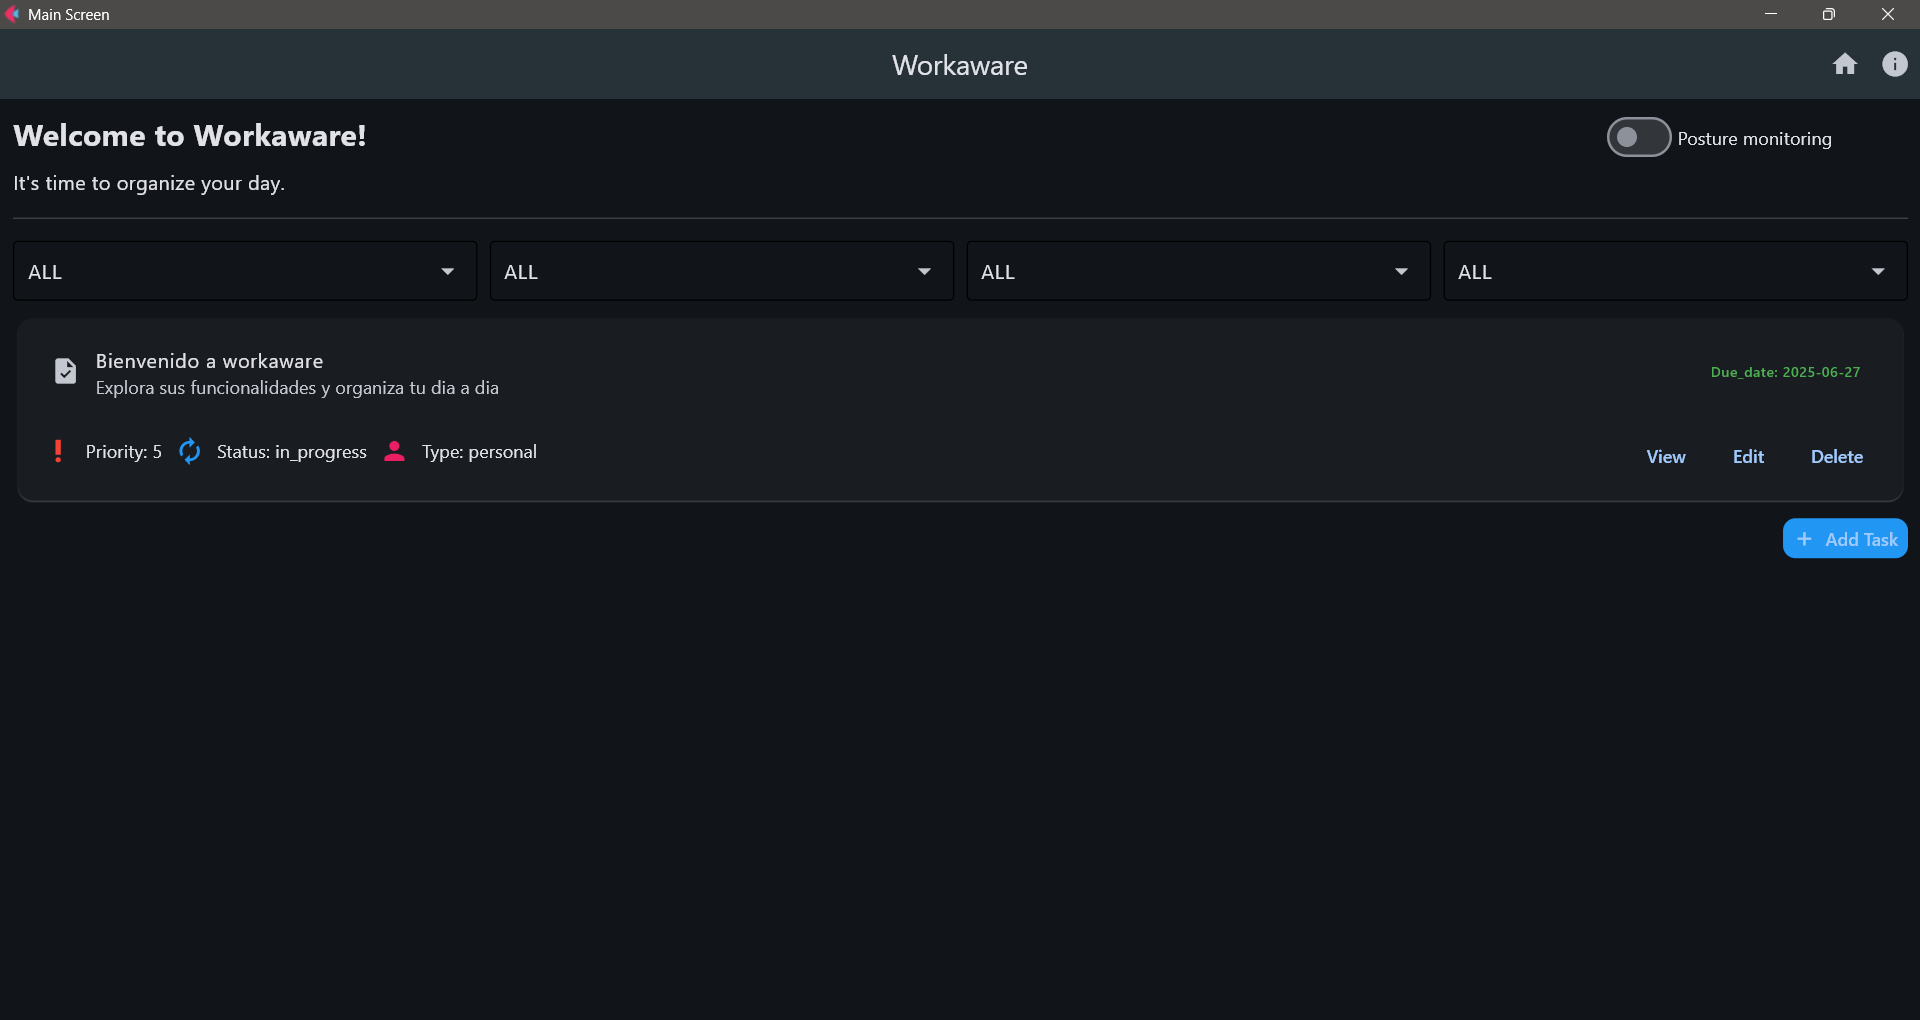 Main Screen
Workaware
Welcome to Workaware!
Posture monitoring
It's time to organize your day.
ALL ALL ALL ALL
Bienvenido a workaware
Explora sus funcionalidades y organiza tu dia a dia
Due_date: 2025-06-27
Priority: 5 Status: in_progress Type: personal
View Edit Delete
+ Add Task